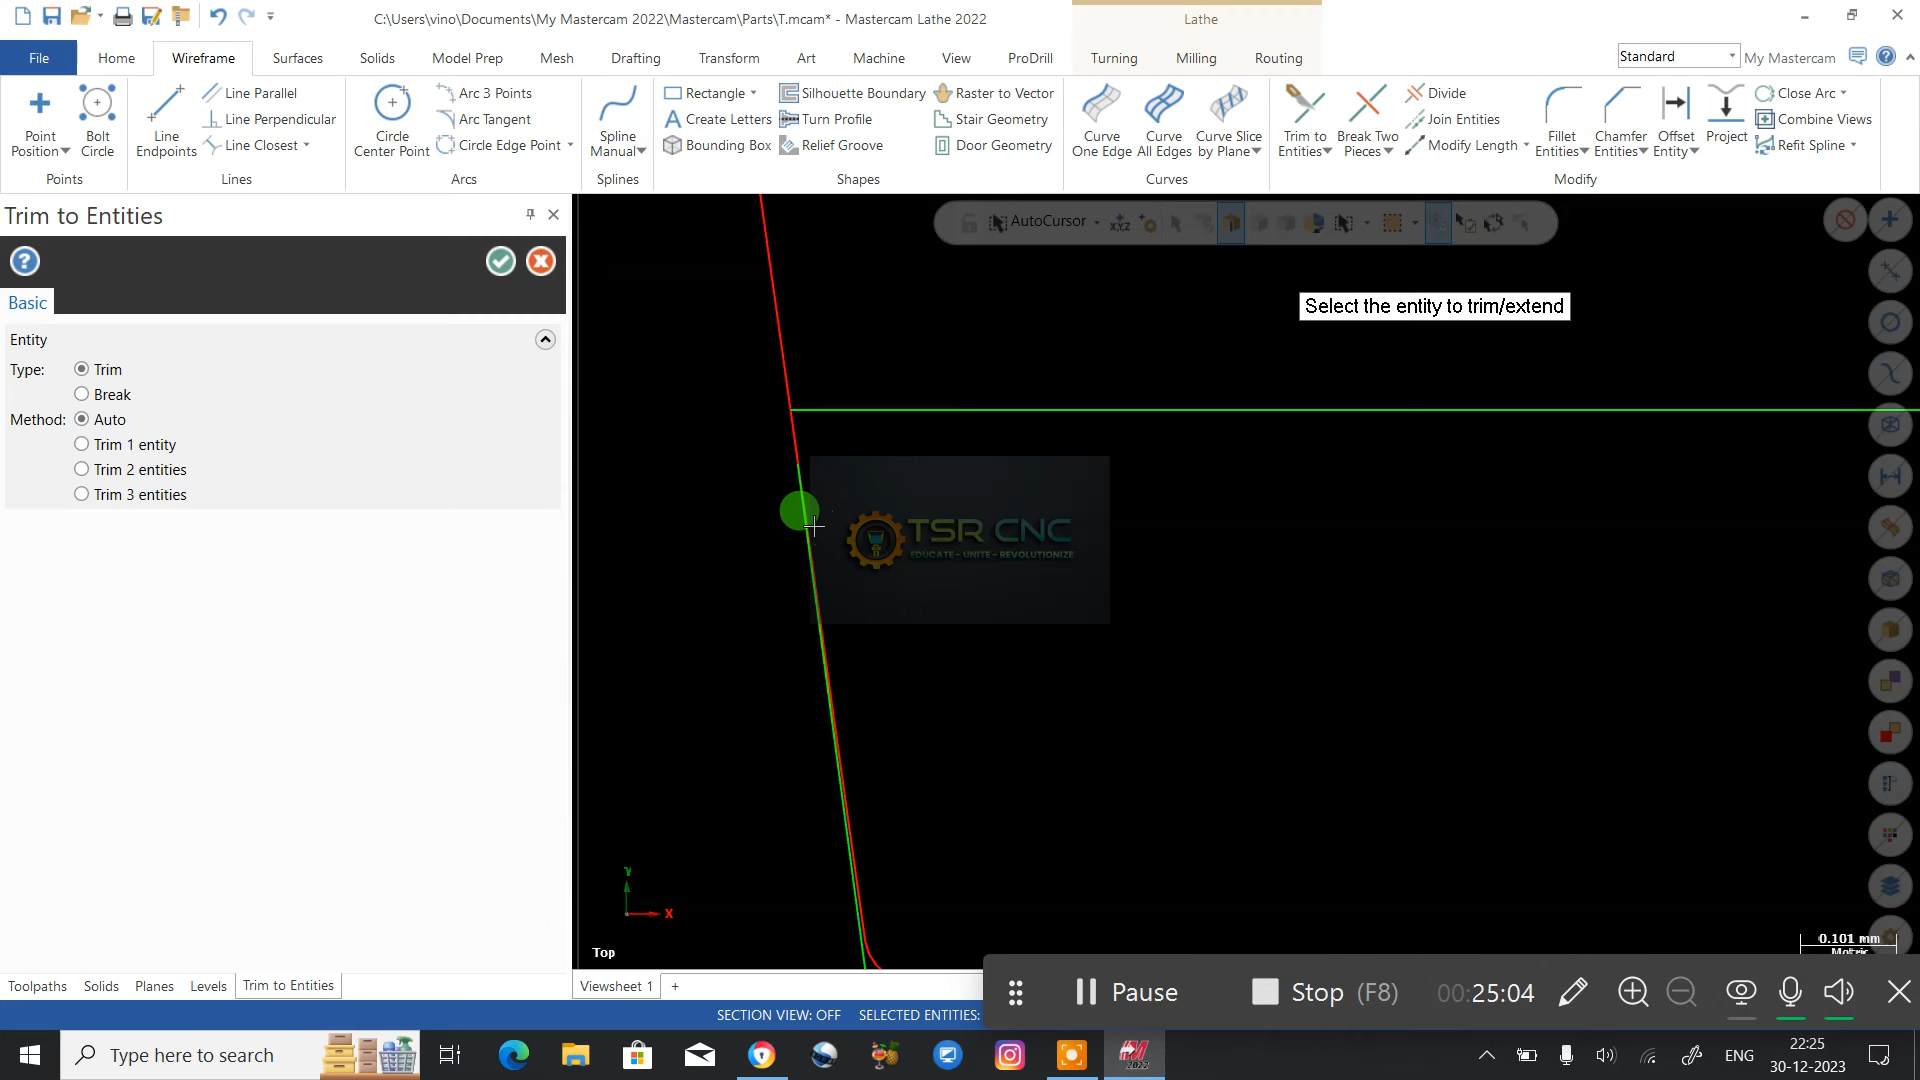 C:\Users\vino\Documents\My Mastercam 2022\Mastercam\Parts\T.mcam* - Mastercam Lathe 2022
Lathe
File
Home
Wireframe
Surfaces
Solids
Model Prep
Mesh
Drafting
Transform
Art
Machine
View
ProDrill
Turning
Milling
Routing
Standard
My Mastercam
Point Position
Bolt Circle
Points
Line Endpoints
Line Parallel
Line Perpendicular
Line Closest
Lines
Circle Center Point
Arc 3 Points
Arc Tangent
Circle Edge Point
Arcs
Spline Manual
Splines
Rectangle
Create Letters
Bounding Box
Silhouette Boundary
Turn Profile
Relief Groove
Raster to Vector
Stair Geometry
Door Geometry
Shapes
Curve One Edge
Curve All Edges
Curve Slice by Plane
Curves
Trim to Entities
Break Two Pieces
Divide
Join Entities
Modify Length
Fillet Entities
Chamfer Entities
Offset Entity
Project
Close Arc
Combine Views
Refit Spline
Modify
Trim to Entities
Basic
Entity
Type:
Trim
Break
Method:
Auto
Trim 1 entity
Trim 2 entities
Trim 3 entities
AutoCursor
XYZ
Select the entity to trim/extend
TSR CNC
EDUCATE - UNITE - REVOLUTIONIZE
Y
X
Top
0.101 mm
Metric
Toolpaths
Solids
Planes
Levels
Trim to Entities
Viewsheet 1
+
SECTION VIEW: OFF
SELECTED ENTITIES:
Pause
Stop (F8)
00:25:04
Type here to search
2022
ENG
22:25
30-12-2023